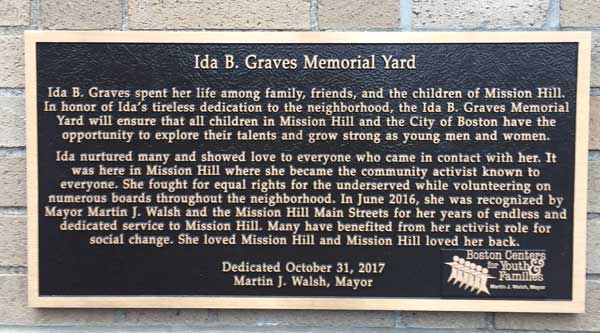 Ida B. Graves Memorial Yard
Ida B. Graves spent her life among family, friends, and the children of Mission Hill.
In honor of Ida's tireless dedication to the neighborhood, the Ida B. Graves Memorial
Yard will ensure that all children in Mission Hill and the City of Boston have the
opportunity to explore their talents and grow strong as young men and women.
Ida nurtured many and showed love to everyone who came in contact with her. It
was here in Mission Hill where she became the community activist known to
everyone. She fought for equal rights for the underserved while volunteering on
numerous boards throughout the neighborhood. In June 2016, she was recognized by
Mayor Martin J. Walsh and the Mission Hill Main Streets for her years of endless and
dedicated service to Mission Hill. Many have benefited from her activist role for
social change. She loved Mission Hill and Mission Hill loved her back.
Dedicated October 31, 2017
Martin J. Walsh, Mayor
Boston Centers
for Youth &
Families
Martin J. Walsh, Mayor